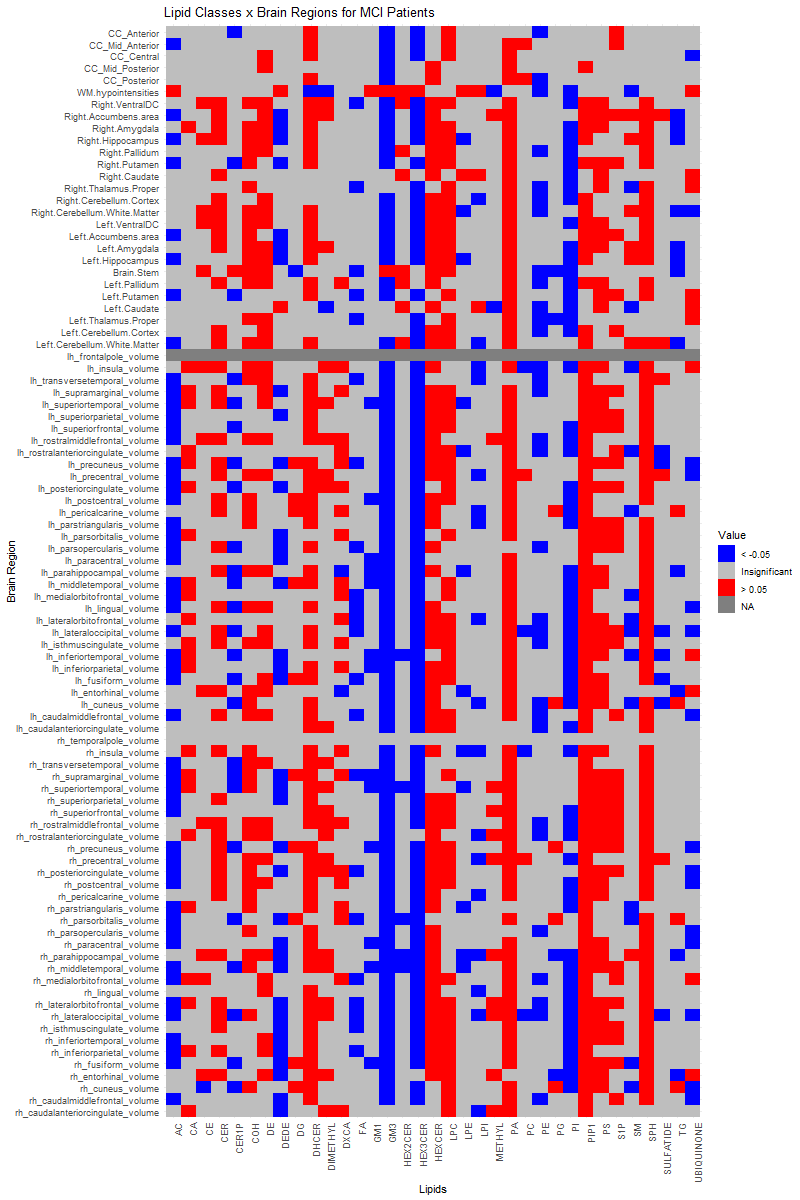 Lipid Classes x Brain Regions for MCI Patients
CC_Anterior
CC_Mid_Anterior
CC_Central
CC_Mid_Posterior
CC_Posterior
WM.hypointensities
Right.VentralDC
Right.Accumbens.area
Right.Amygdala
Right.Hippocampus
Right.Pallidum
Right.Putamen
Right.Caudate
Right.Thalamus.Proper
Right.Cerebellum.Cortex
Right.Cerebellum.White.Matter
Left.VentralDC
Left.Accumbens.area
Left.Amygdala
Left.Hippocampus
Brain.Stem
Left.Pallidum
Left.Putamen
Left.Caudate
Left.Thalamus.Proper
Left.Cerebellum.Cortex
Left.Cerebellum.White.Matter
lh_frontalpole_volume
lh_insula_volume
lh_transversetemporal_volume
lh_supramarginal_volume
lh_superiortemporal_volume
lh_superiorparietal_volume
lh_superiorfrontal_volume
lh_rostralmiddlefrontal_volume
lh_rostralanteriorcingulate_volume
lh_precuneus_volume
lh_precentral_volume
lh_posteriorcingulate_volume
lh_postcentral_volume
lh_pericalcarine_volume
lh_parstriangularis_volume
lh_parsorbitalis_volume
lh_parsopercularis_volume
lh_paracentral_volume
lh_parahippocampal_volume
lh_middletemporal_volume
lh_medialorbitofrontal_volume
lh_lingual_volume
lh_lateralorbitofrontal_volume
lh_lateraloccipital_volume
lh_isthmuscingulate_volume
lh_inferiortemporal_volume
lh_inferiorparietal_volume
lh_fusiform_volume
lh_entorhinal_volume
lh_cuneus_volume
lh_caudalmiddlefrontal_volume
lh_caudalanteriorcingulate_volume
rh_temporalpole_volume
rh_insula_volume
rh_transversetemporal_volume
rh_supramarginal_volume
rh_superiortemporal_volume
rh_superiorparietal_volume
rh_superiorfrontal_volume
rh_rostralmiddlefrontal_volume
rh_rostralanteriorcingulate_volume
rh_precuneus_volume
rh_precentral_volume
rh_posteriorcingulate_volume
rh_postcentral_volume
rh_pericalcarine_volume
rh_parstriangularis_volume
rh_parsorbitalis_volume
rh_parsopercularis_volume
rh_paracentral_volume
rh_parahippocampal_volume
rh_middletemporal_volume
rh_medialorbitofrontal_volume
rh_lingual_volume
rh_lateralorbitofrontal_volume
rh_lateraloccipital_volume
rh_isthmuscingulate_volume
rh_inferiortemporal_volume
rh_inferiorparietal_volume
rh_fusiform_volume
rh_entorhinal_volume
rh_cuneus_volume
rh_caudalmiddlefrontal_volume
rh_caudalanteriorcingulate_volume
Brain Region
AC
CA
CE
CER
CER1P
COH
DE
DEDE
DG
DHCER
DIMETHYL
DXCA
FA
GM1
GM3
HEX2CER
HEX3CER
HEXCER
LPC
LPE
LPI
METHYL
PA
PC
PE
PG
PI
PIP1
PS
S1P
SM
SPH
SULFATIDE
TG
UBIQUINONE
Lipids
Value
< -0.05
Insignificant
> 0.05
NA